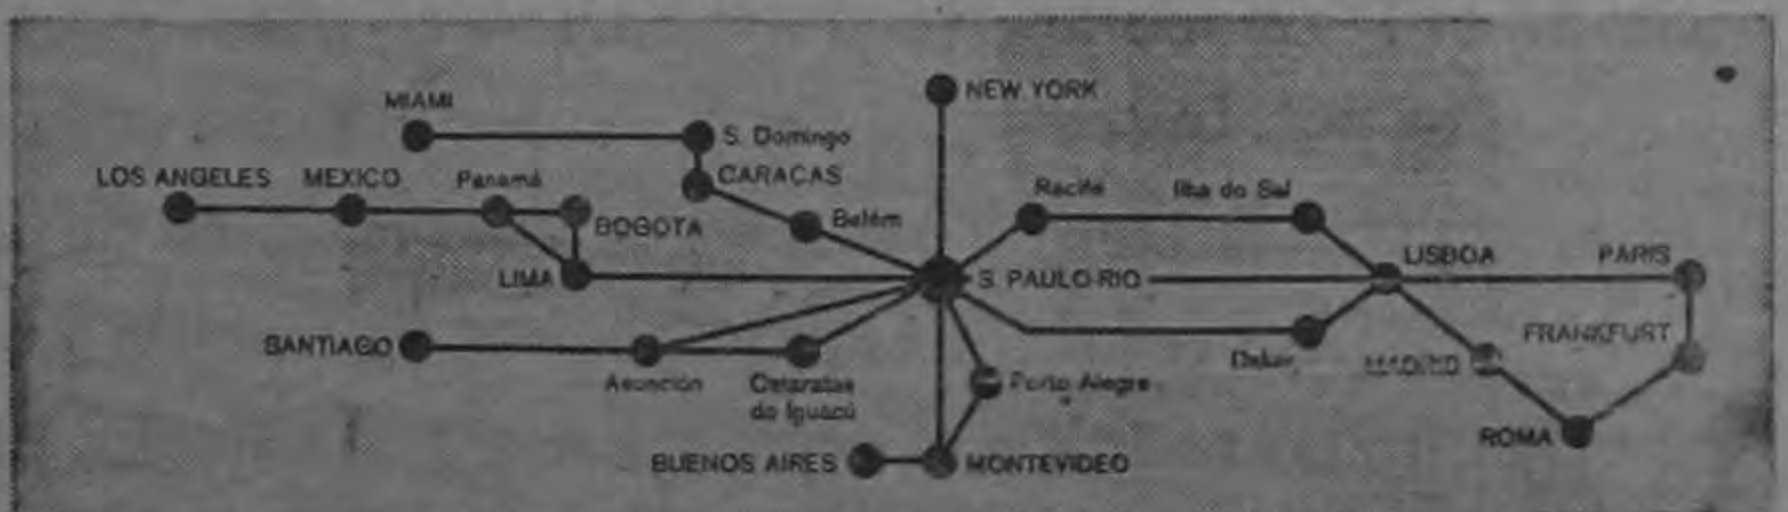 NEW YORK
MIAMI
S. Domingo
CARACAS
LOS ANGELES
MEXICO
Panamá
BOGOTA
Belém
Recife
Ilha do Sal
LIMA
S. PAULO-RIO
LISBOA
PARIS
SANTIAGO
Asunción
Cataratas
do Iguaçú
Porto Alegre
Dakar
MADRID
FRANKFURT
ROMA
BUENOS AIRES
MONTEVIDEO